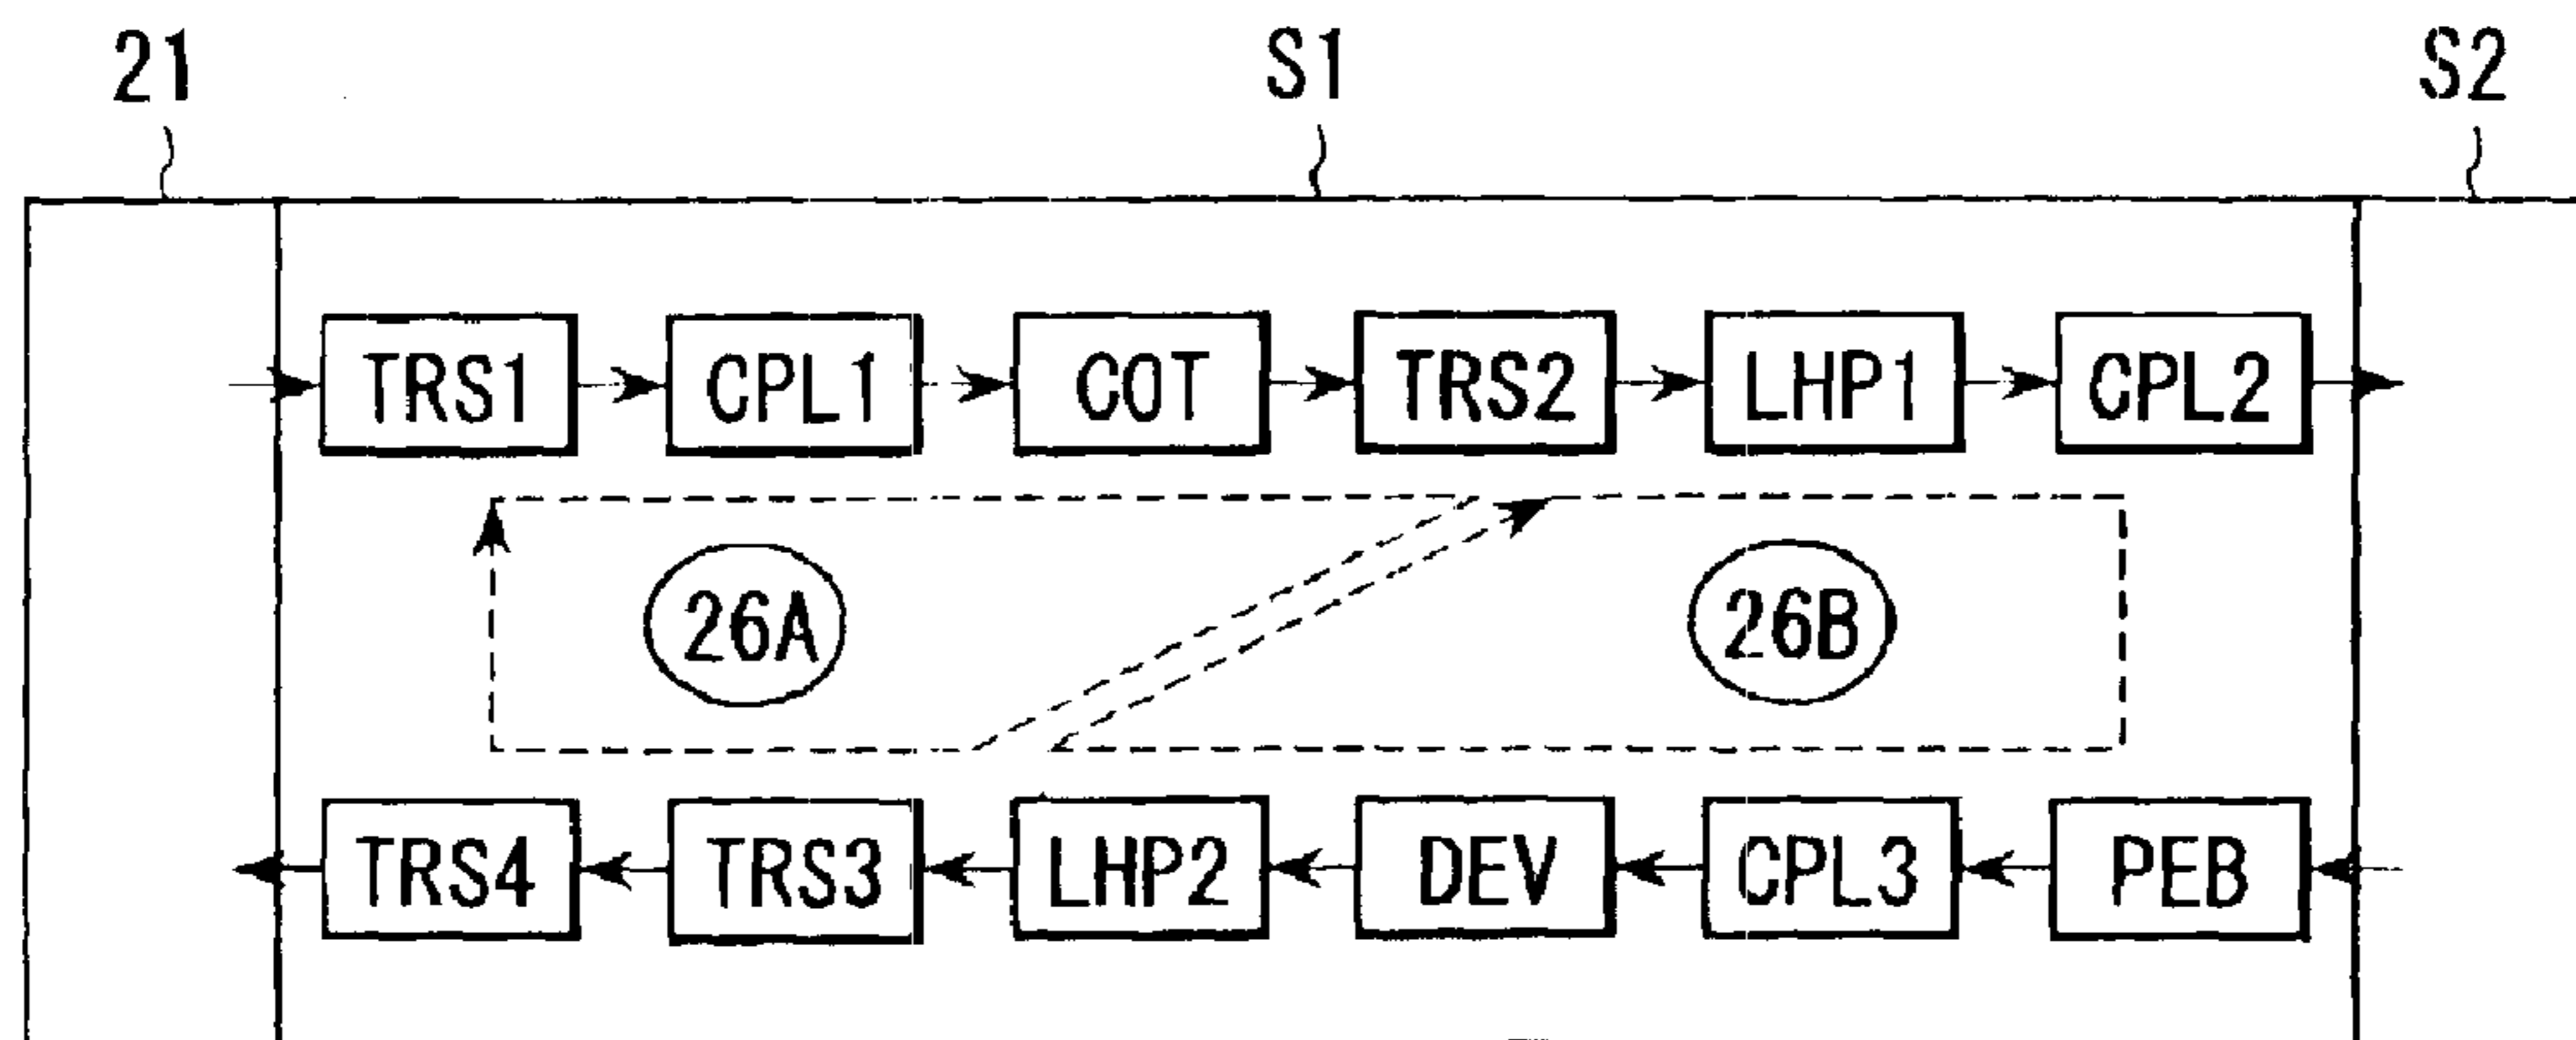 21 S1 S2
TRS1 CPL1 COT TRS2 LHP1 CPL2
26A 26B
TRS4 TRS3 LHP2 DEV CPL3 PEB